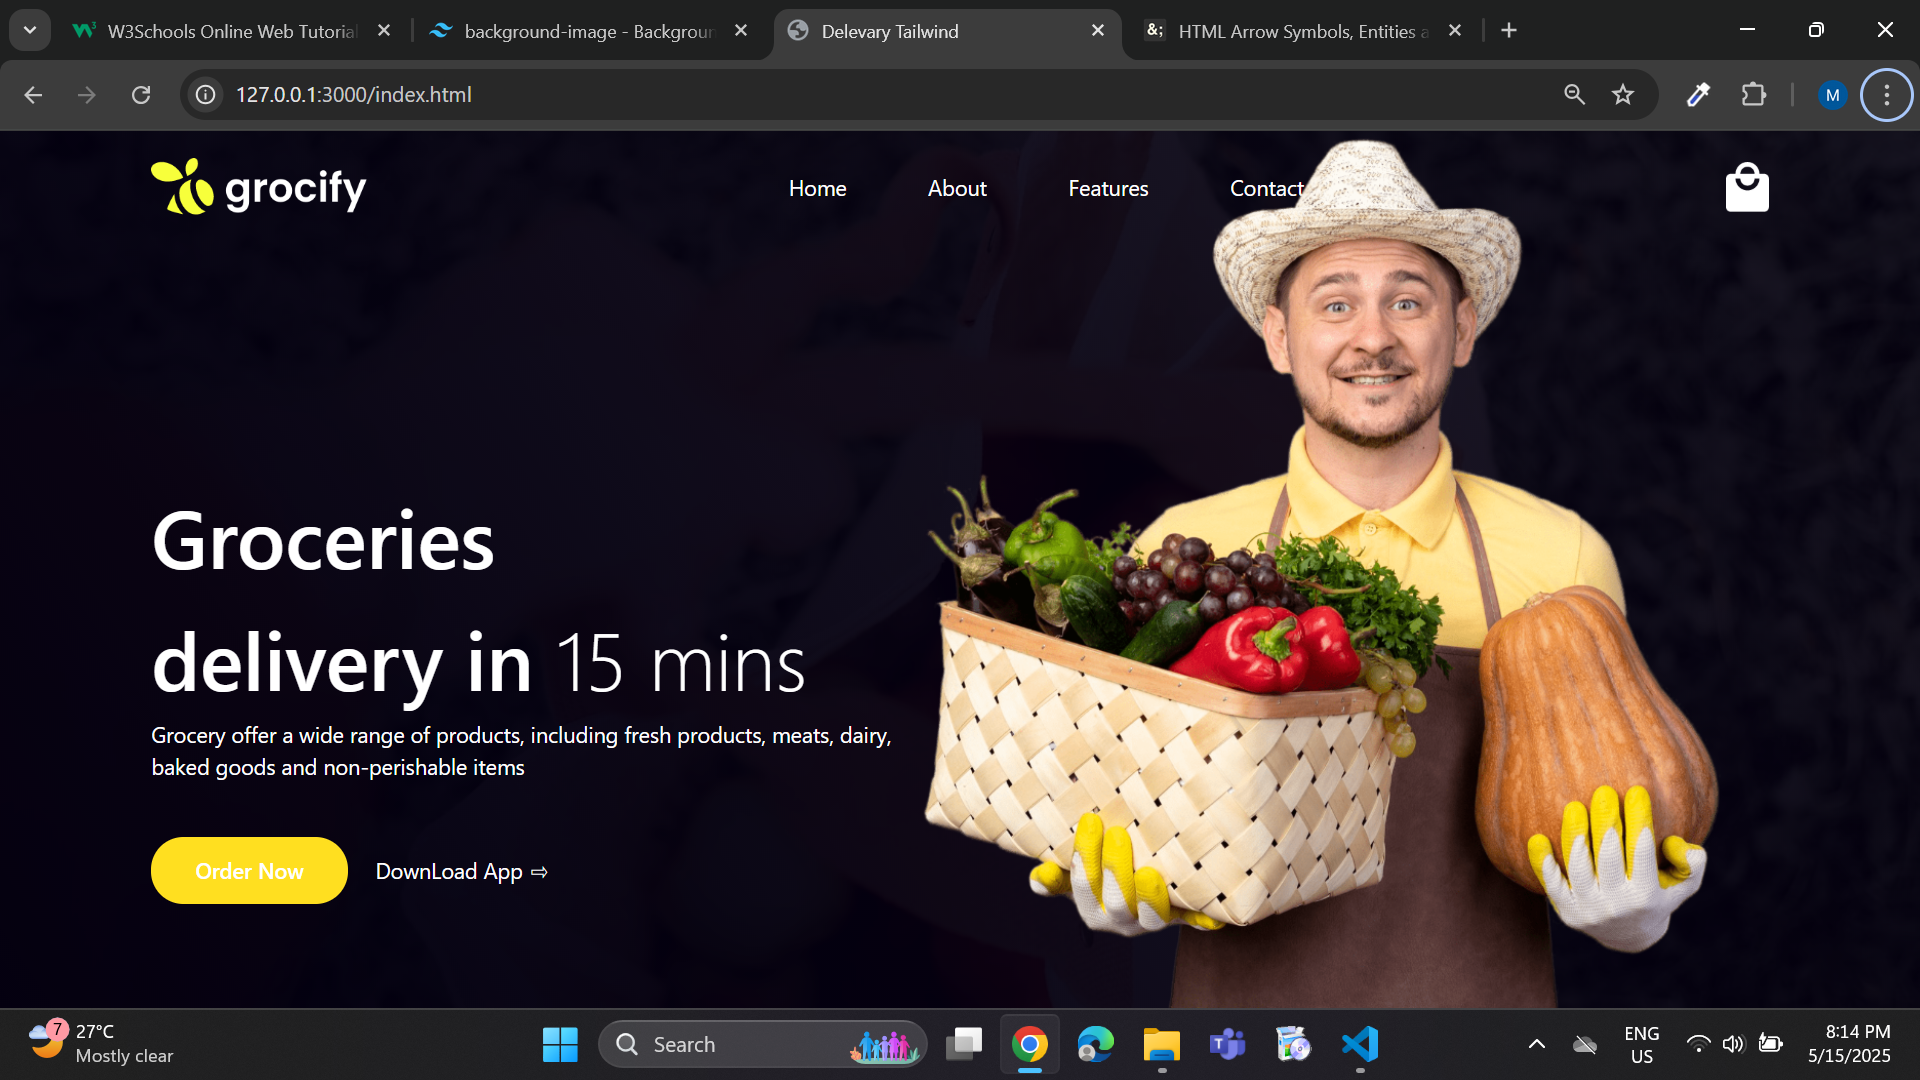 W3Schools Online Web Tutorial
background-image - Backgroun
Delevary Tailwind
&;
HTML Arrow Symbols, Entities a
127.0.0.1:3000/index.html
M
grocify
Home
About
Features
Contact
Groceries
delivery in 15 mins
Grocery offer a wide range of products, including fresh products, meats, dairy,
baked goods and non-perishable items
Order Now
DownLoad App ⇨
7
27°C
Mostly clear
Search
ENG
US
8:14 PM
5/15/2025